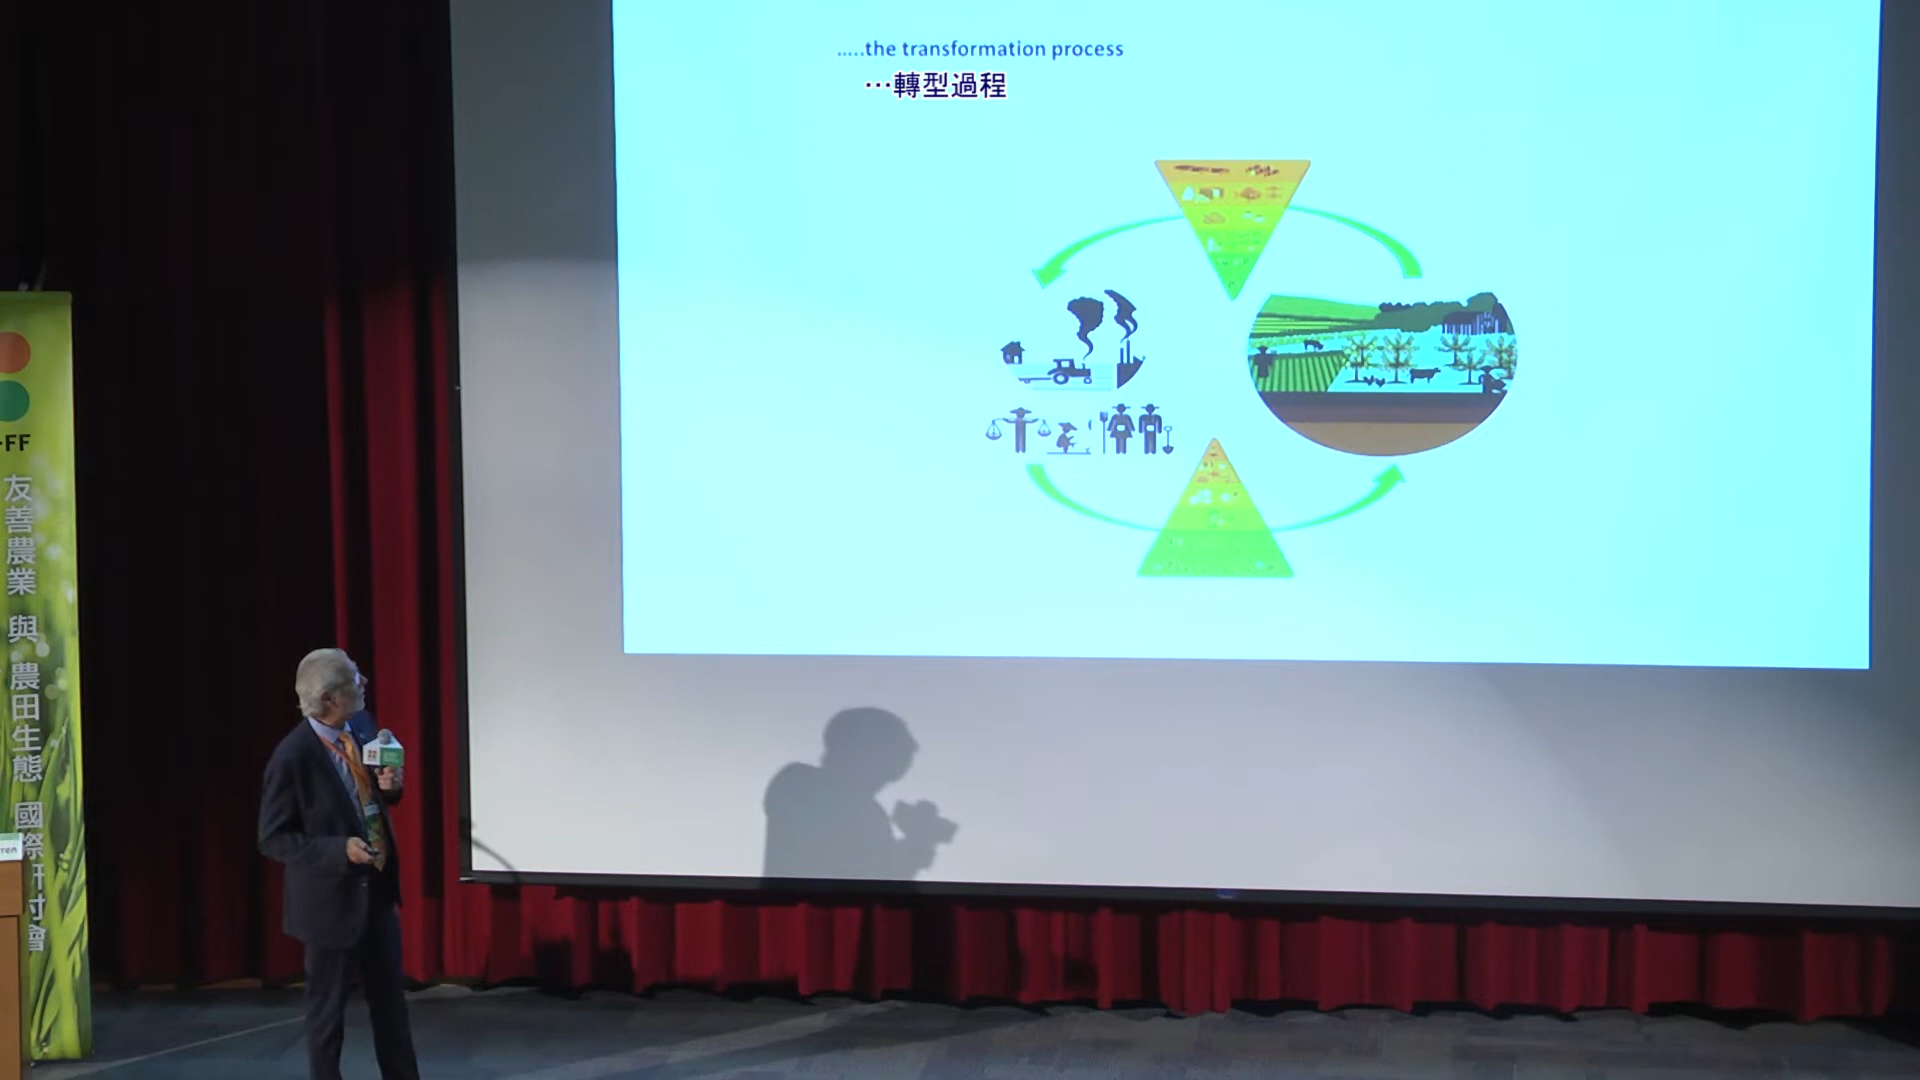 .....the transformation process
…轉型過程
-FF
友善農業 與 農田生態 國際研討會
ren